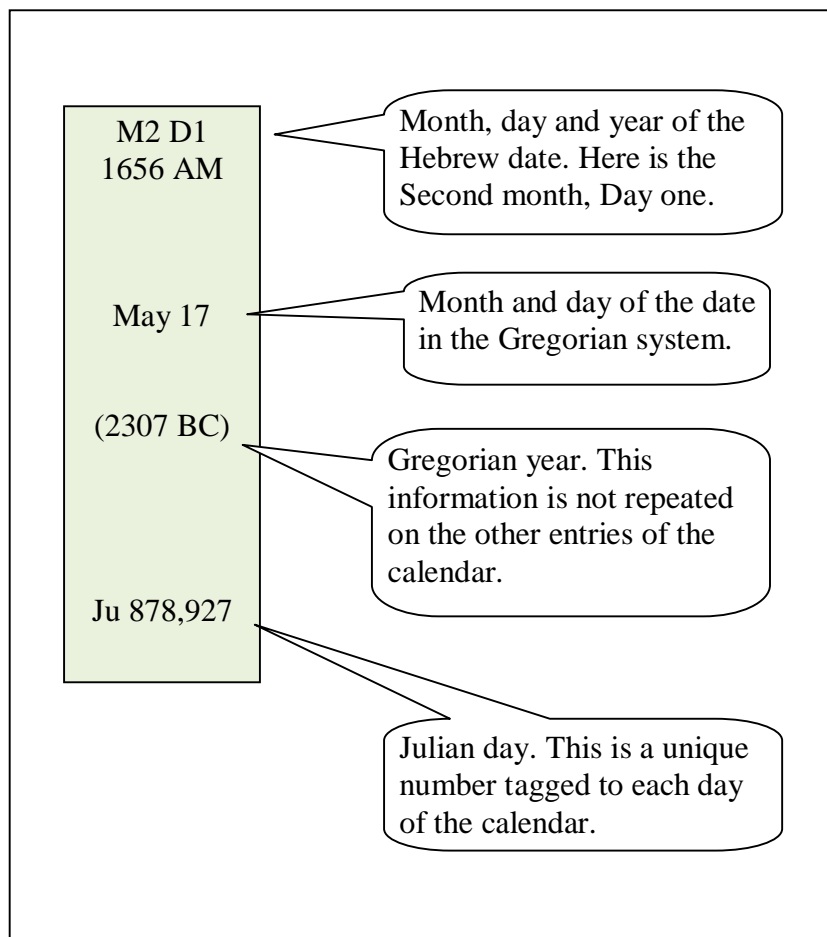 M2 D1
1656 AM
Month, day and year of the
Hebrew date. Here is the
Second month, Day one.
May 17
Month and day of the date
in the Gregorian system.
(2307 BC)
Gregorian year. This
information is not repeated
on the other entries of the
calendar.
Ju 878,927
Julian day. This is a unique
number tagged to each day
of the calendar.